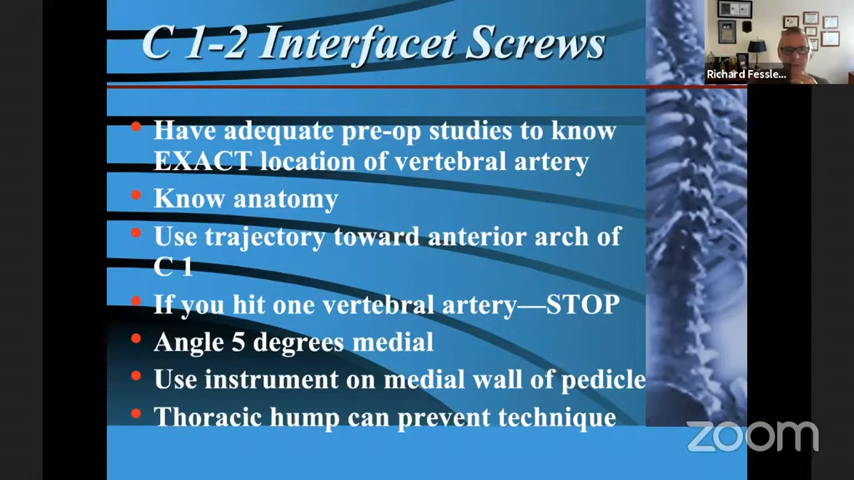 C 1-2 Interfacet Screws
Richard Fessle...
Have adequate pre-op studies to know
EXACT location of vertebral artery
Know anatomy
Use trajectory toward anterior arch of
C 1
If you hit one vertebral artery—STOP
Angle 5 degrees medial
Use instrument on medial wall of pedicle
Thoracic hump can prevent technique
zoom